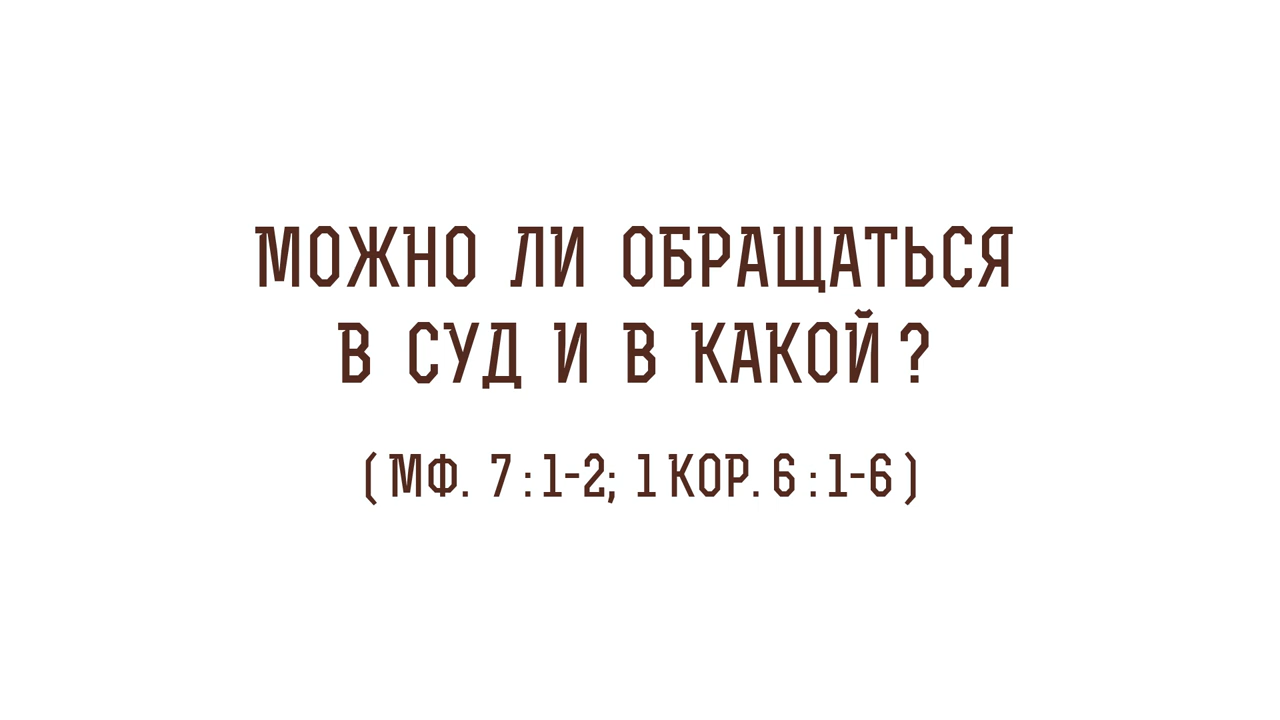 МОЖНО ЛИ ОБРАЩАТЬСЯ
В СУД И В КАКОЙ?
(МФ. 7:1-2; 1 КОР. 6:1-6)